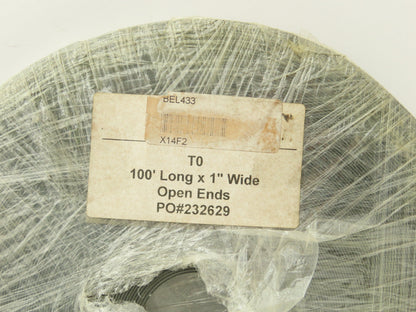 BEL433
X14F2
T0
100' Long x 1" Wide
Open Ends
PO#232629